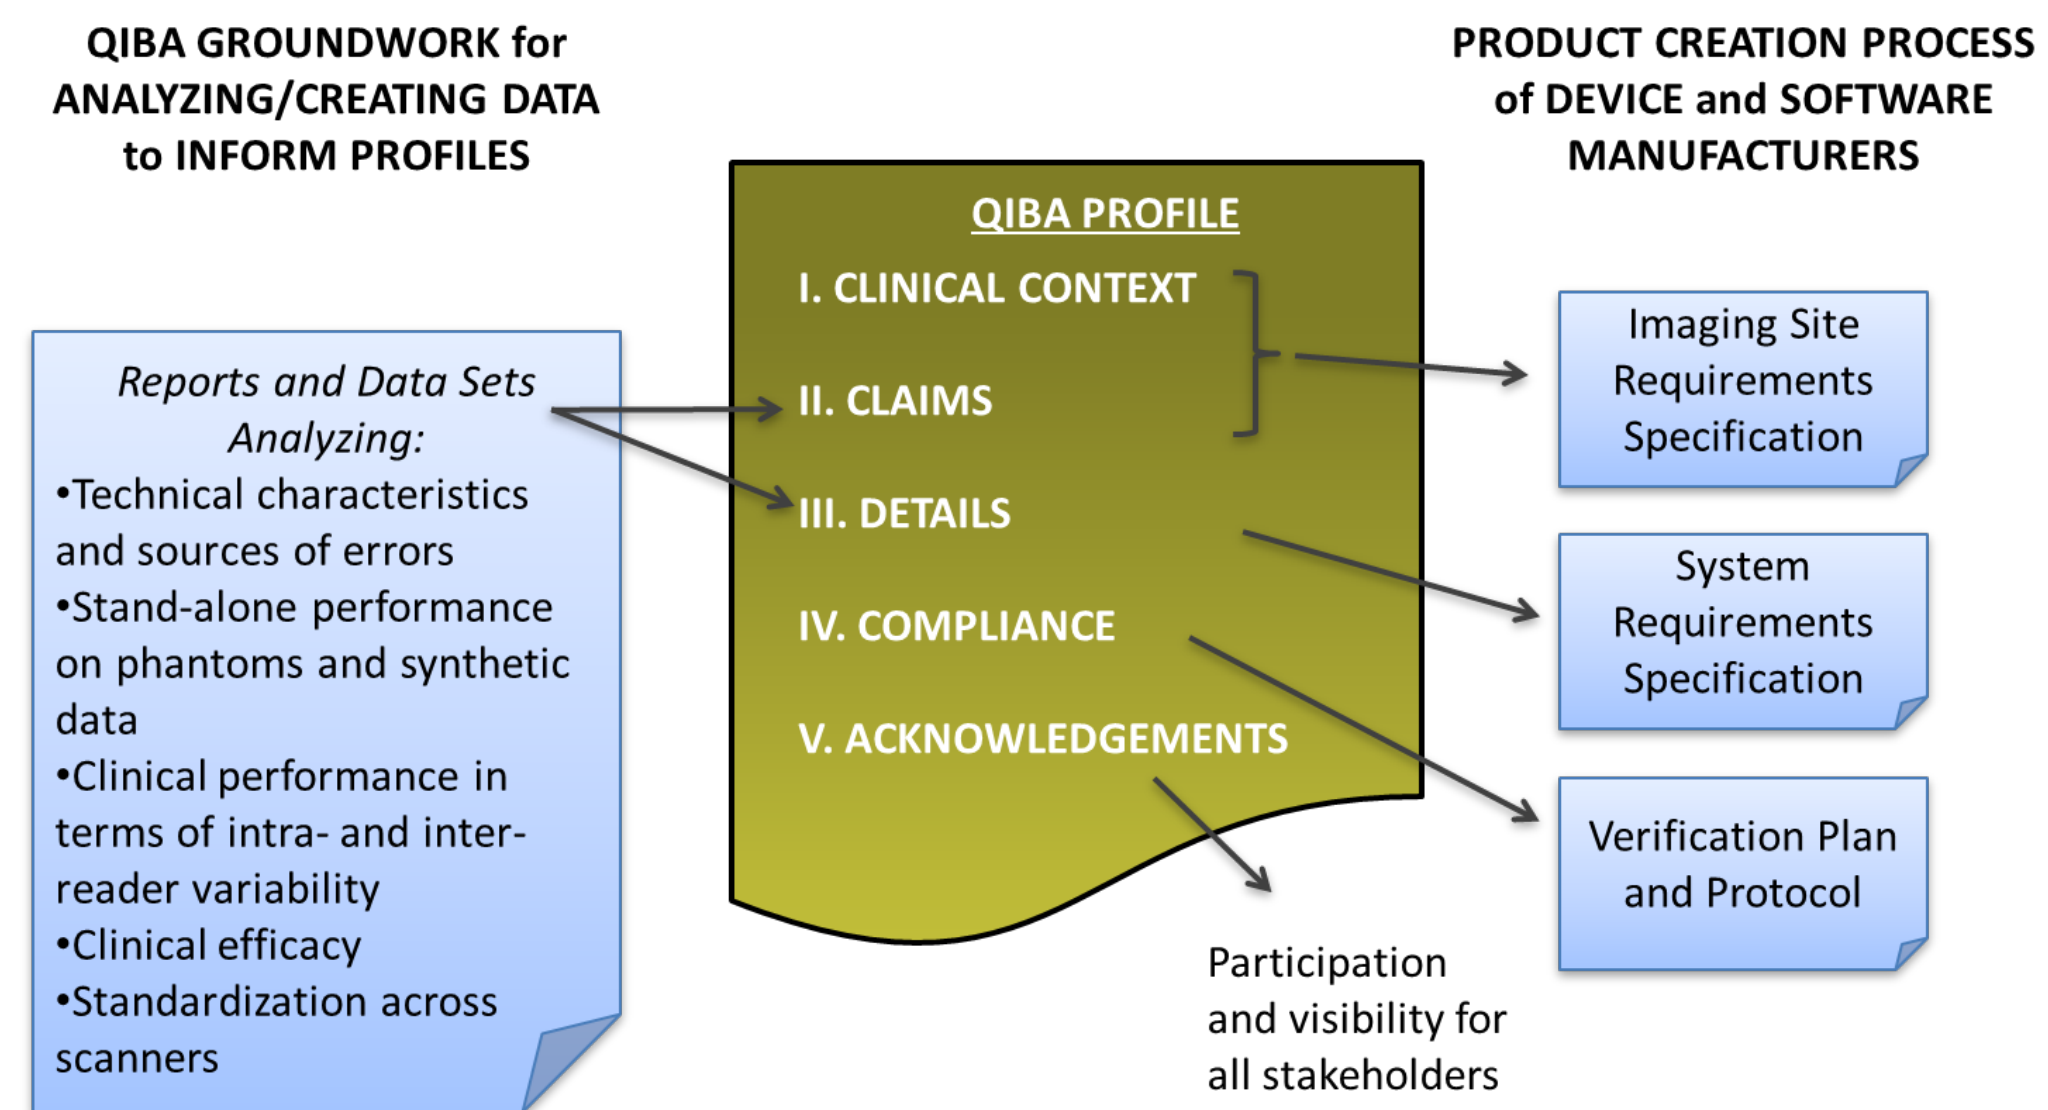 QIBA GROUNDWORK for
ANALYZING/CREATING DATA
to INFORM PROFILES
Reports and Data Sets
Analyzing:
•Technical characteristics
and sources of errors
•Stand-alone performance
on phantoms and synthetic
data
•Clinical performance in
terms of intra- and inter-
reader variability
•Clinical efficacy
•Standardization across
scanners
QIBA PROFILE
I. CLINICAL CONTEXT
II. CLAIMS
III. DETAILS
IV. COMPLIANCE
V. ACKNOWLEDGEMENTS
Participation
and visibility for
all stakeholders
PRODUCT CREATION PROCESS
of DEVICE and SOFTWARE
MANUFACTURERS
Imaging Site
Requirements
Specification
System
Requirements
Specification
Verification Plan
and Protocol